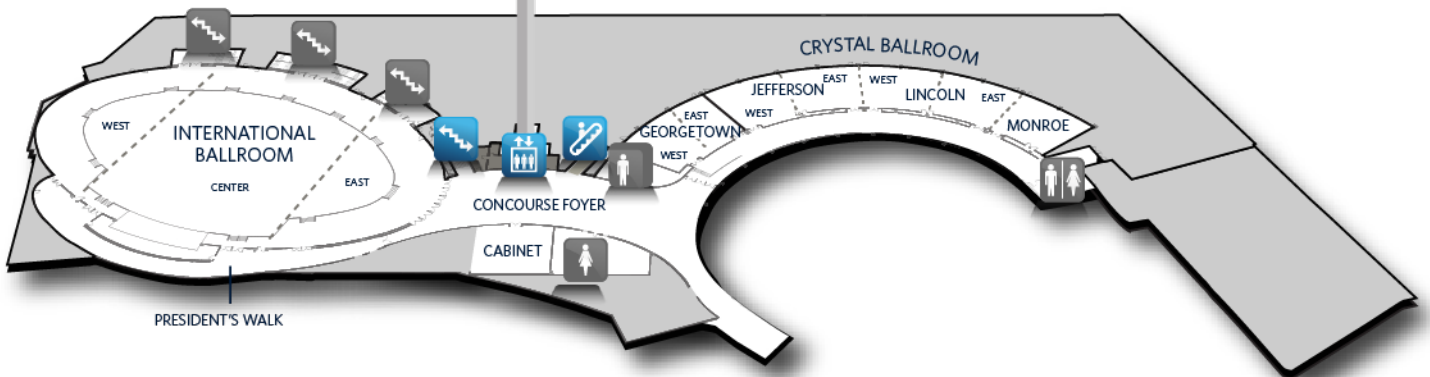 CRYSTAL BALLROOM
EAST
WEST
JEFFERSON
LINCOLN
EAST
WEST
EAST
WEST
MONROE
GEORGETOWN
WEST
WEST
INTERNATIONAL
BALLROOM
CENTER
EAST
CONCOURSE FOYER
CABINET
PRESIDENT'S WALK